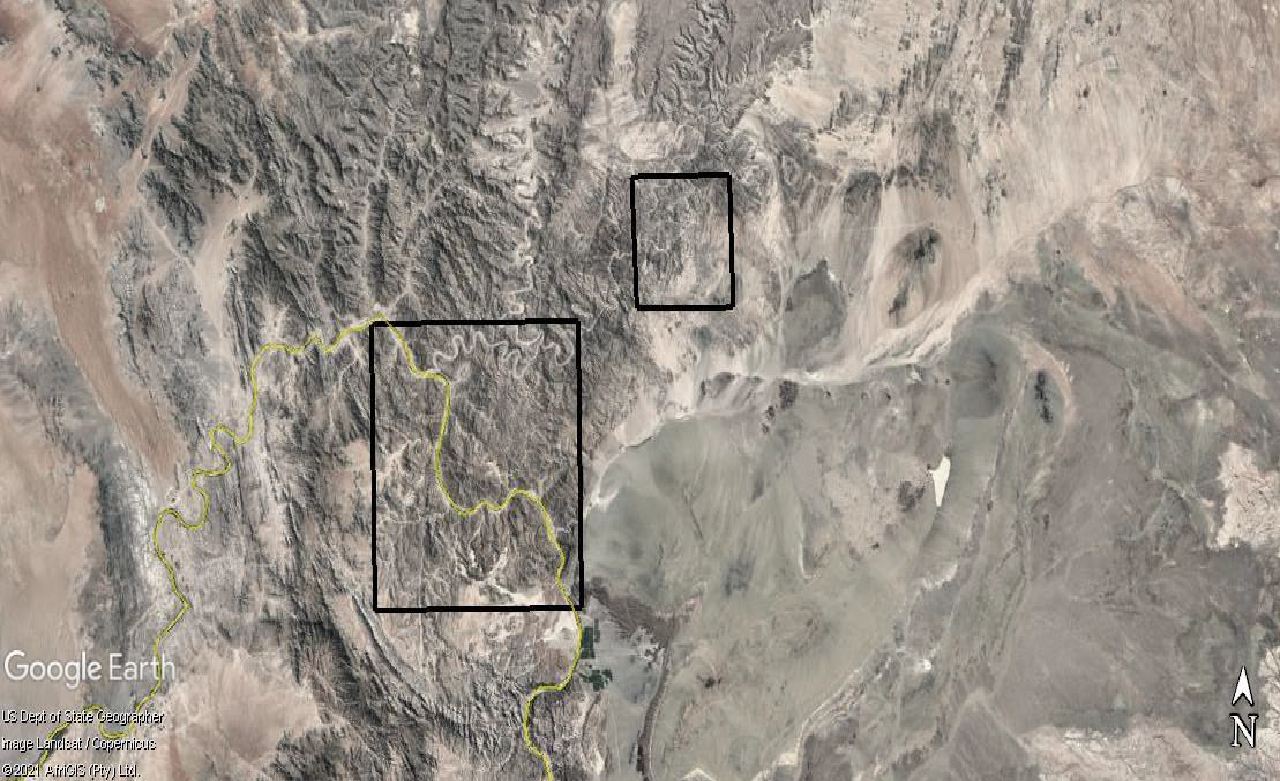 Google Earth
US Dept of State Geographer
Image Landsat / Copernicus
©2021 AfriGIS (Pty) Ltd.
N